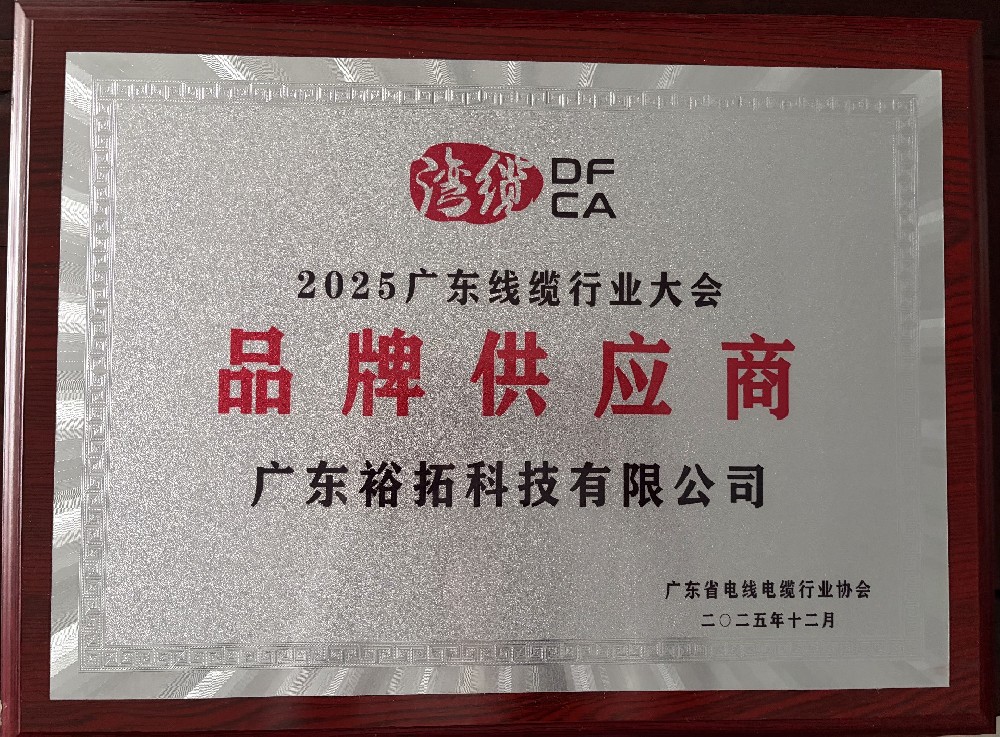 湾缆
DF
CA
2025广东线缆行业大会
品牌供应商
广东裕拓科技有限公司
广东省电线电缆行业协会
二〇二五年十二月